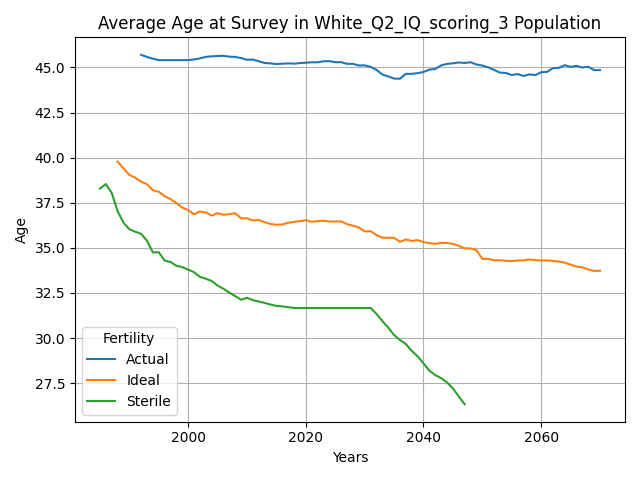 Average Age at Survey in White_Q2_IQ_scoring_3 Population
45.0
42.5
40.0
37.5
35.0
32.5
30.0
27.5
Age
Fertility
Actual
Ideal
Sterile
2000
2020
2040
2060
Years